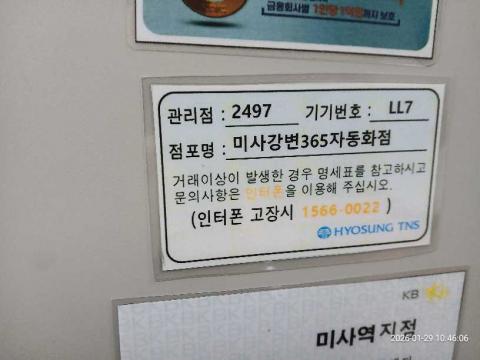 금융회사별 1인당 1억원까지 보호
관리점 : 2497 기기번호 : LL7
점포명 : 미사강변365자동화점
거래이상이 발생한 경우 명세표를 참고하시고
문의사항은 인터폰을 이용해 주십시오.
(인터폰 고장시 1566-0022 )
HYOSUNG TNS
KB
미사역 지점
2026-01-29 10:46:06